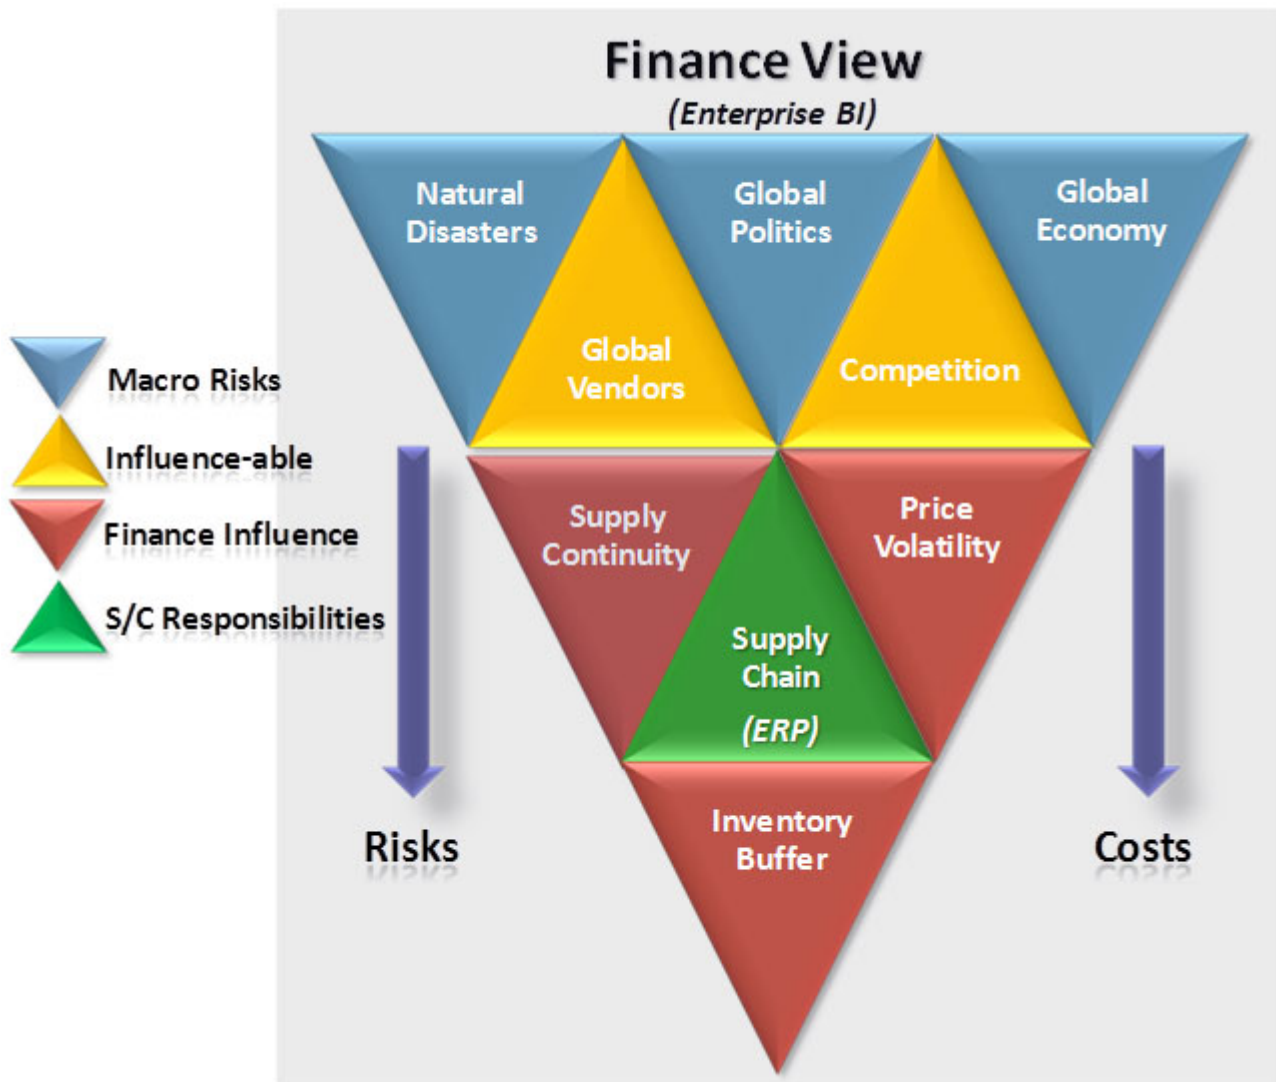 Finance View
(Enterprise BI)
Natural
Disasters
Global
Politics
Global
Economy
Global
Vendors
Competition
Macro Risks
Influence-able
Finance Influence
S/C Responsibilities
Supply
Continuity
Price
Volatility
Supply
Chain
(ERP)
Inventory
Buffer
Risks
Costs